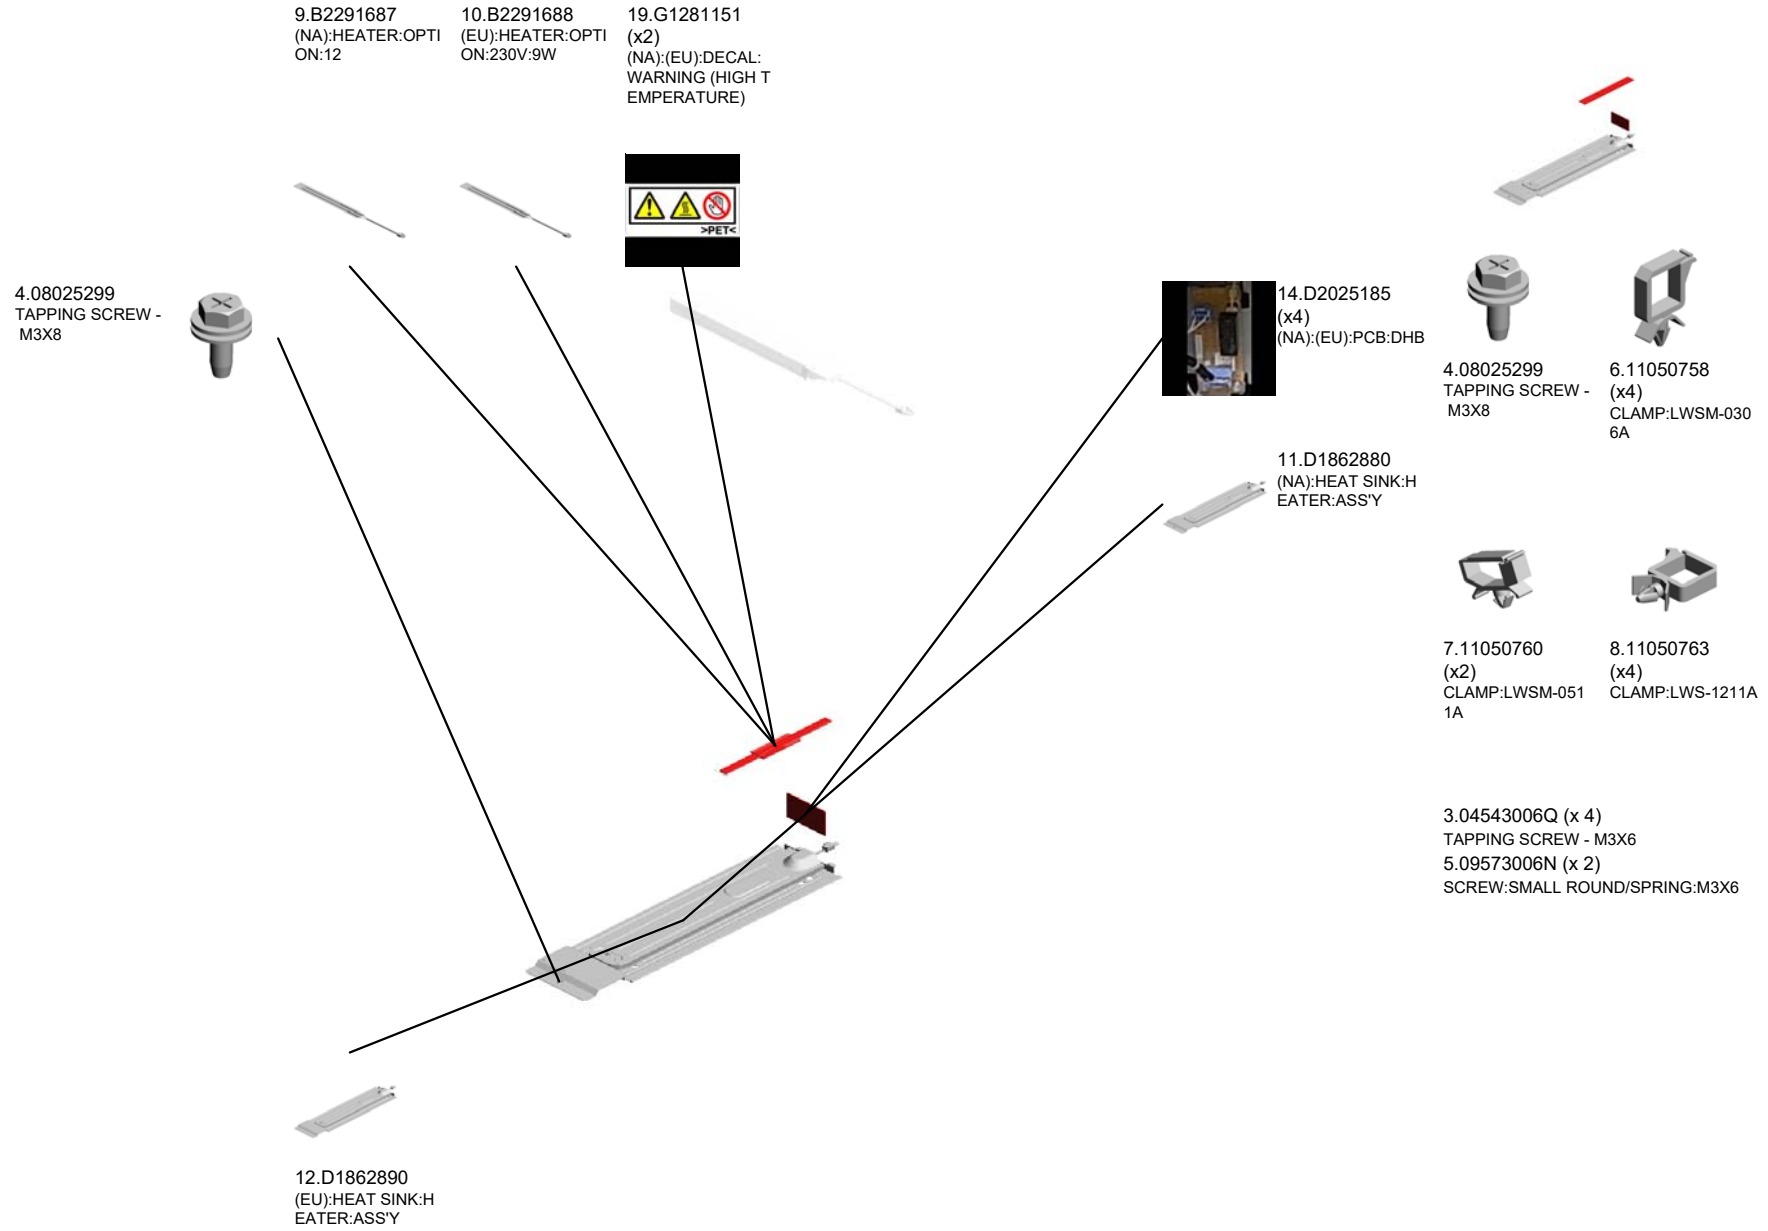 9.B2291687
(NA):HEATER:OPTI
ON:12
10.B2291688
(EU):HEATER:OPTI
ON:230V:9W
19.G1281151
(x2)
(NA):(EU):DECAL:
WARNING (HIGH T
EMPERATURE)
>PET<
4.08025299
TAPPING SCREW -
M3X8
14.D2025185
(x4)
(NA):(EU):PCB:DHB
11.D1862880
(NA):HEAT SINK:H
EATER:ASS'Y
4.08025299
TAPPING SCREW -
M3X8
6.11050758
(x4)
CLAMP:LWSM-030
6A
7.11050760
(x2)
CLAMP:LWSM-051
1A
8.11050763
(x4)
CLAMP:LWS-1211A
3.04543006Q (x 4)
TAPPING SCREW - M3X6
5.09573006N (x 2)
SCREW:SMALL ROUND/SPRING:M3X6
12.D1862890
(EU):HEAT SINK:H
EATER:ASS'Y